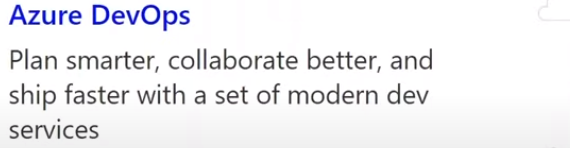 Azure DevOps
Plan smarter, collaborate better, and
ship faster with a set of modern dev
services